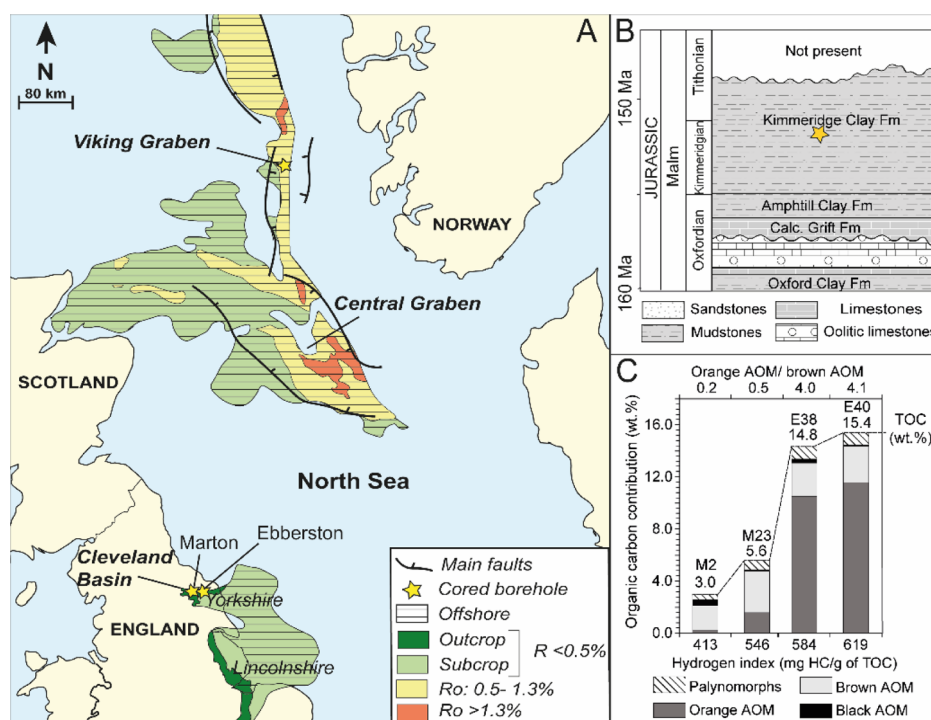 A
N
80 km
Viking Graben
NORWAY
Central Graben
SCOTLAND
North Sea
Marton
Ebberston
Cleveland
Basin
Yorkshire
ENGLAND
Lincolnshire
Main faults
Cored borehole
Offshore
Outcrop
Subcrop
R <0.5%
Ro: 0.5- 1.3%
Ro >1.3%
B
150 Ma
160 Ma
JURASSIC
Malm
Tithonian
Kimmeridgian
Oxfordian
Not present
Kimmeridge Clay Fm
Amphtill Clay Fm
Calc. Grift Fm
Oxford Clay Fm
Sandstones
Limestones
Mudstones
Oolitic limestones
C
Orange AOM/ brown AOM
0.2 0.5 4.0 4.1
Organic carbon contribution (wt.%)
16.0
12.0
8.0
4.0
0.0
M2
3.0
M23
5.6
E38
14.8
E40
15.4
TOC
(wt.%)
413 546 584 619
Hydrogen index (mg HC/g of TOC)
Palynomorphs
Brown AOM
Orange AOM
Black AOM